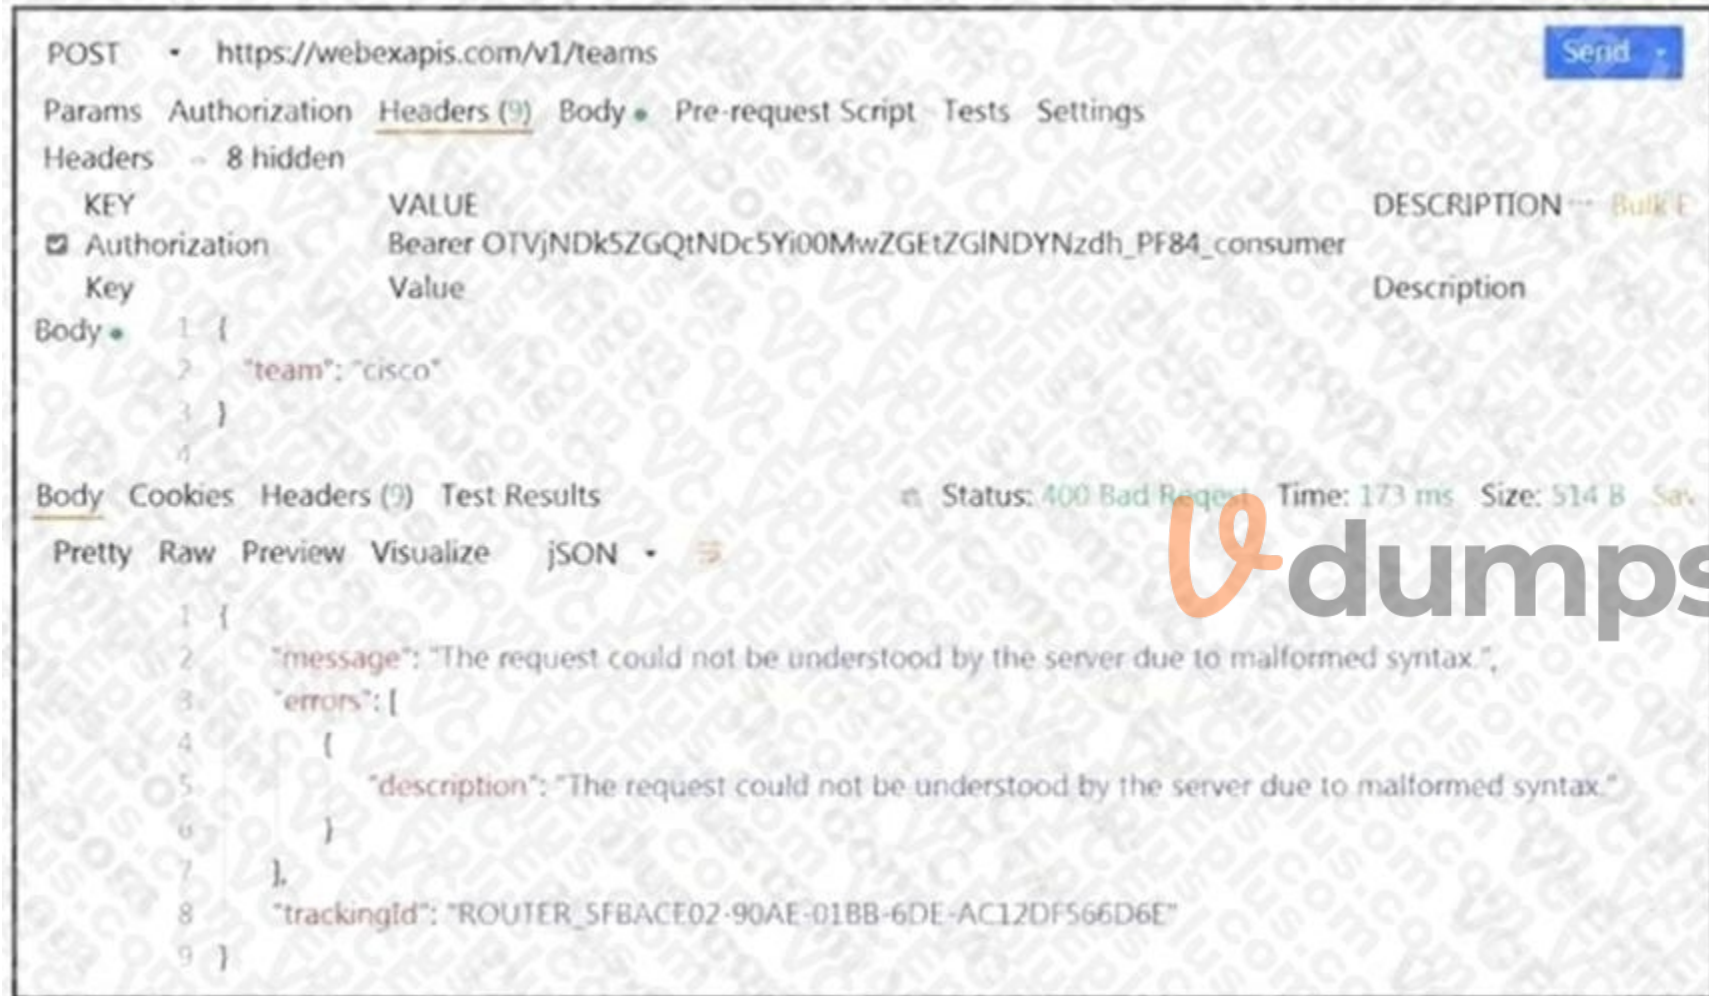 POST https://webexapis.com/v1/teams Send
Params Authorization Headers (9) Body Pre-request Script Tests Settings
Headers 8 hidden
KEY VALUE DESCRIPTION ··· Bulk E
Authorization Bearer OTVjNDk5ZGQtNDc5Yi00MwZGEtZGlNDYNzdh_PF84_consumer
Key Value Description
Body 1 {
2 "team": "cisco"
3 }
4
Body Cookies Headers (9) Test Results Status: 400 Bad Reqest Time: 173 ms Size: 514 B Sav
Pretty Raw Preview Visualize jSON
dumps
1 {
2 "message": "The request could not be understood by the server due to malformed syntax.",
3 "errors": [
4 {
5 "description": "The request could not be understood by the server due to malformed syntax."
6 }
7 ],
8 "trackingId": "ROUTER_SFBACE02-90AE-01BB-6DE-AC12DF566D6E"
9 }